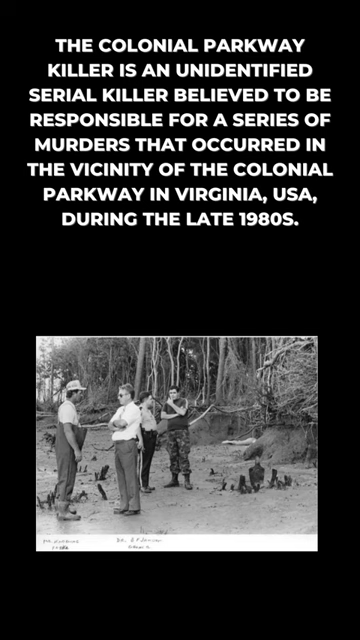 THE COLONIAL PARKWAY
KILLER IS AN UNIDENTIFIED
SERIAL KILLER BELIEVED TO BE
RESPONSIBLE FOR A SERIES OF
MURDERS THAT OCCURRED IN
THE VICINITY OF THE COLONIAL
PARKWAY IN VIRGINIA, USA,
DURING THE LATE 1980S.
DR.